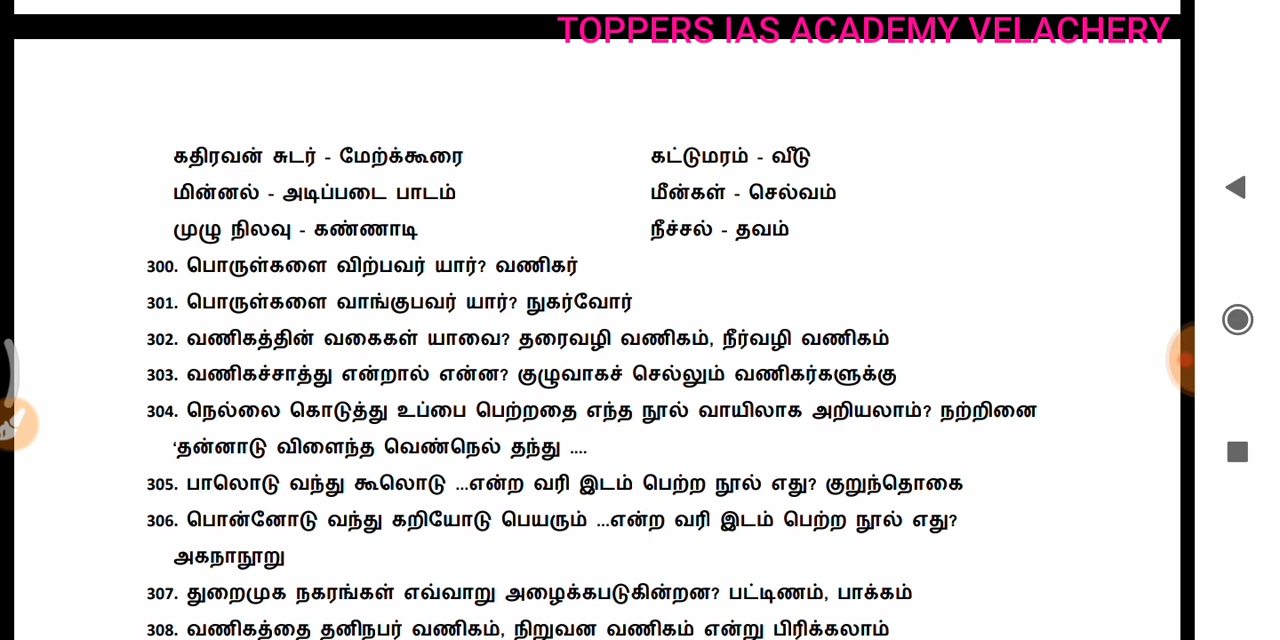 TOPPERS IAS ACADEMY VELACHERY
கதிரவன் சுடர் - மேற்க்கூரை கட்டுமரம் - வீடு
மின்னல் - அடிப்படை பாடம் மீன்கள் - செல்வம்
முழு நிலவு - கண்ணாடி நீச்சல் - தவம்
300. பொருள்களை விற்பவர் யார்? வணிகர்
301. பொருள்களை வாங்குபவர் யார்? நுகர்வோர்
302. வணிகத்தின் வகைகள் யாவை? தரைவழி வணிகம், நீர்வழி வணிகம்
303. வணிகச்சாத்து என்றால் என்ன? குழுவாகச் செல்லும் வணிகர்களுக்கு
304. நெல்லை கொடுத்து உப்பை பெற்றதை எந்த நூல் வாயிலாக அறியலாம்? நற்றினை
‘தன்னாடு விளைந்த வெண்நெல் தந்து ....
305. பாலொடு வந்து கூலொடு ...என்ற வரி இடம் பெற்ற நூல் எது? குறுந்தொகை
306. பொன்னோடு வந்து கறியோடு பெயரும் ...என்ற வரி இடம் பெற்ற நூல் எது?
அகநாநூறு
307. துறைமுக நகரங்கள் எவ்வாறு அழைக்கபடுகின்றன? பட்டிணம், பாக்கம்
308. வணிகத்தை தனிநபர் வணிகம், நிறுவன வணிகம் என்று பிரிக்கலாம்